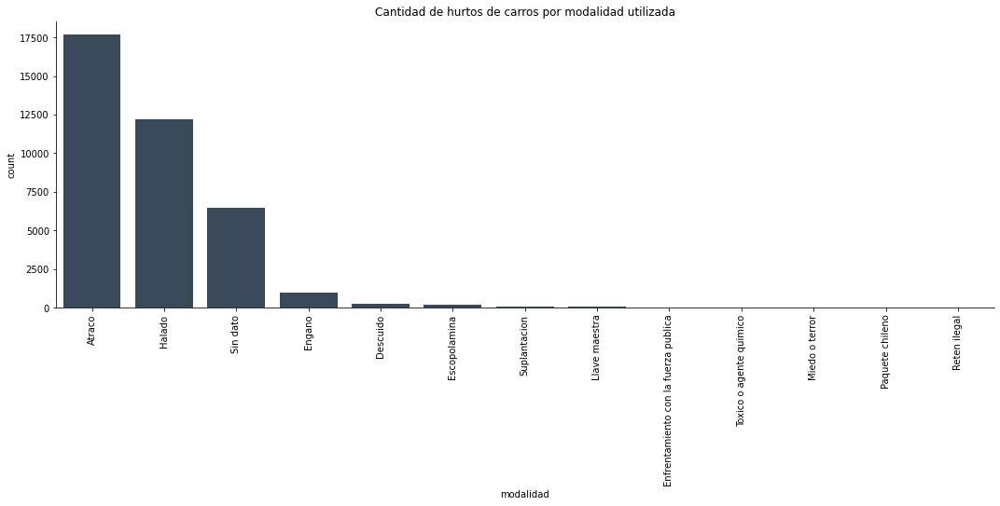 Cantidad de hurtos de carros por modalidad utilizada
17500
15000
12500
10000
7500
5000
2500
0
count
Atraco
Halado
Sin dato
Engano
Descuido
Escopolamina
Suplantacion
Llave maestra
Enfrentamiento con la fuerza publica
Toxico o agente quimico
Miedo o terror
Paquete chileno
Reten ilegal
modalidad